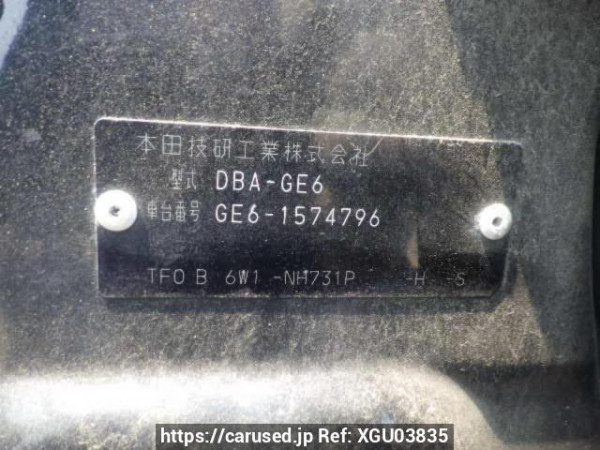 本田技研工業株式会社
型式 DBA-GE6
車台番号 GE6-1574796
TFO B 6W1 -NH731P -H -S
https://carused.jp Ref: XGU03835